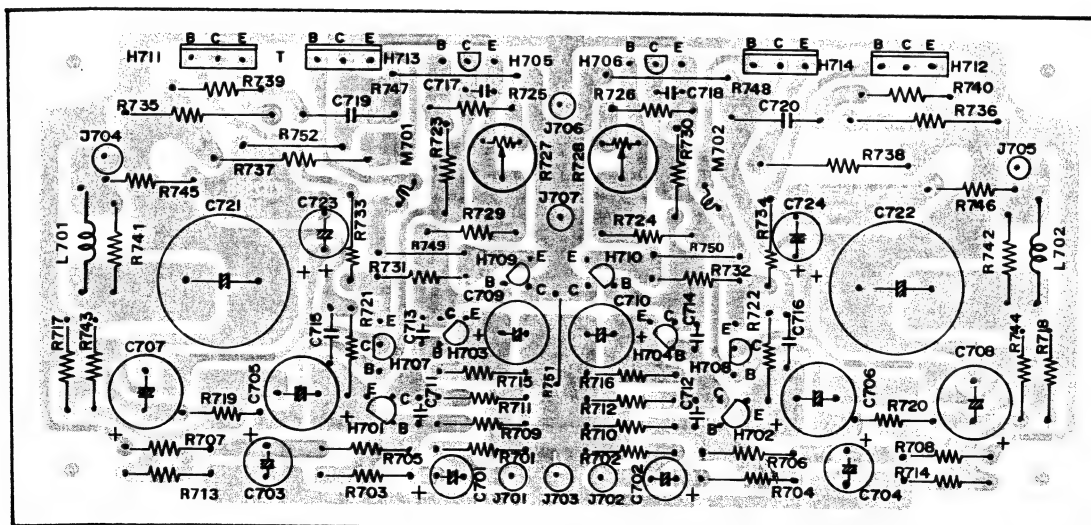 B C E T B C E B C E B C E B C E B C E
H711 H713 H705 H706 H714 H712
R739 R747 C717 R725 R726 C718 R748 R740
R735 C719 C720 R736
J704 R752 M701 R723 J706 R730 M702 J705
R737 R727 R728 R738
R745 J707 R746
L701 R741 C721 C723 R733 R729 R724 R734 C724 C722 R742 L702
R749 H709 E E H710 R750
R731 B C C B R732
C709 C710
R717 R743 C715 R721 C713 E C E C C714 R722 C716 R744 R718
C707 C705 E C B H707 B H703 H704 B H708 E C B C706 C708
R715 R751 R716
R719 E C B H701 C711 R711 R712 C712 C E B H702 R720
R709 R710
R707 R705 R701 R702 R706 R708
R713 C703 R703 C701 J701 J703 J702 C702 R704 C704 R714